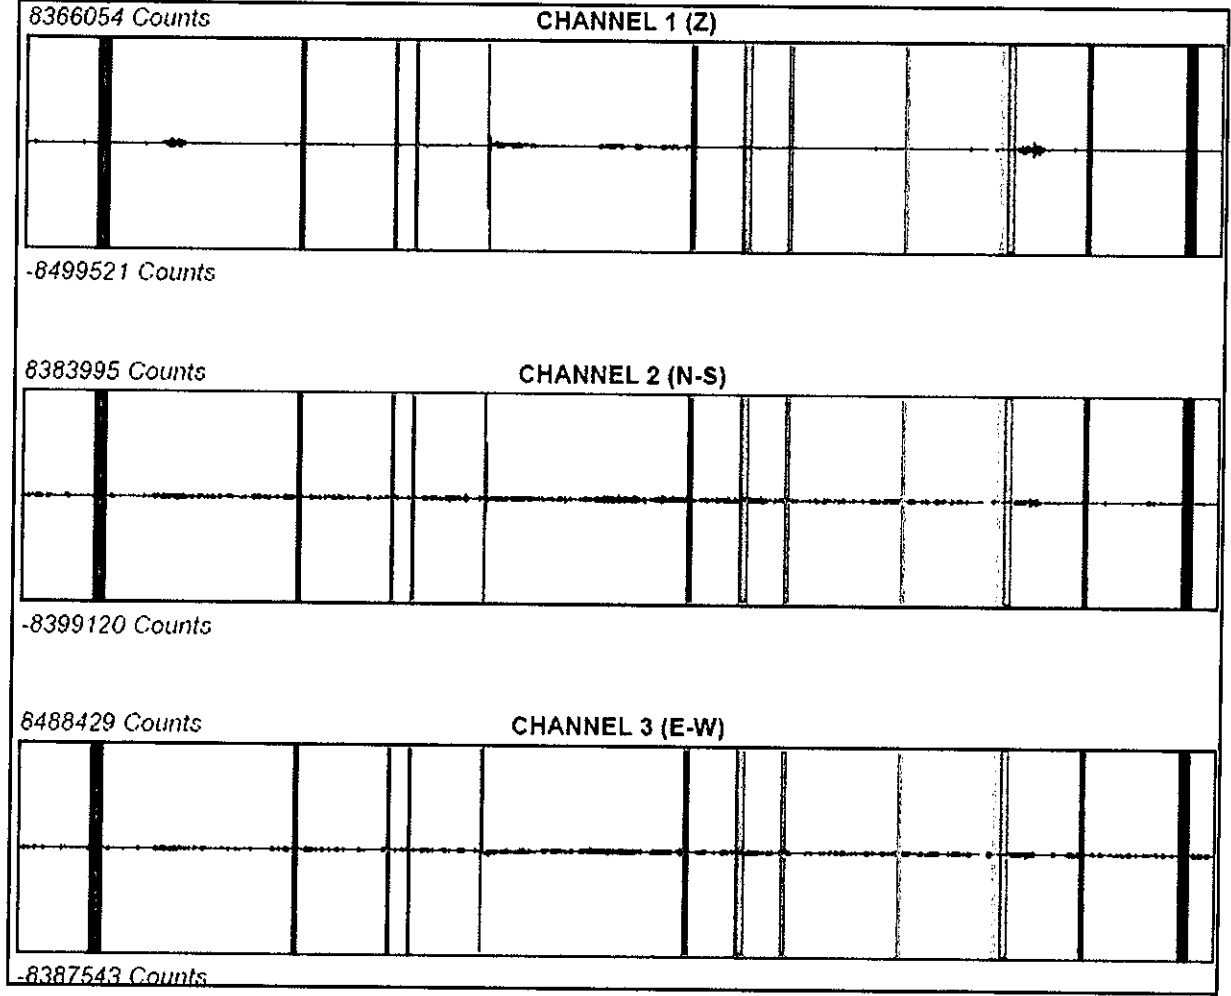 8366054 Counts
CHANNEL 1 (Z)
-8499521 Counts
8383995 Counts
CHANNEL 2 (N-S)
-8399120 Counts
8488429 Counts
CHANNEL 3 (E-W)
-8387543 Counts